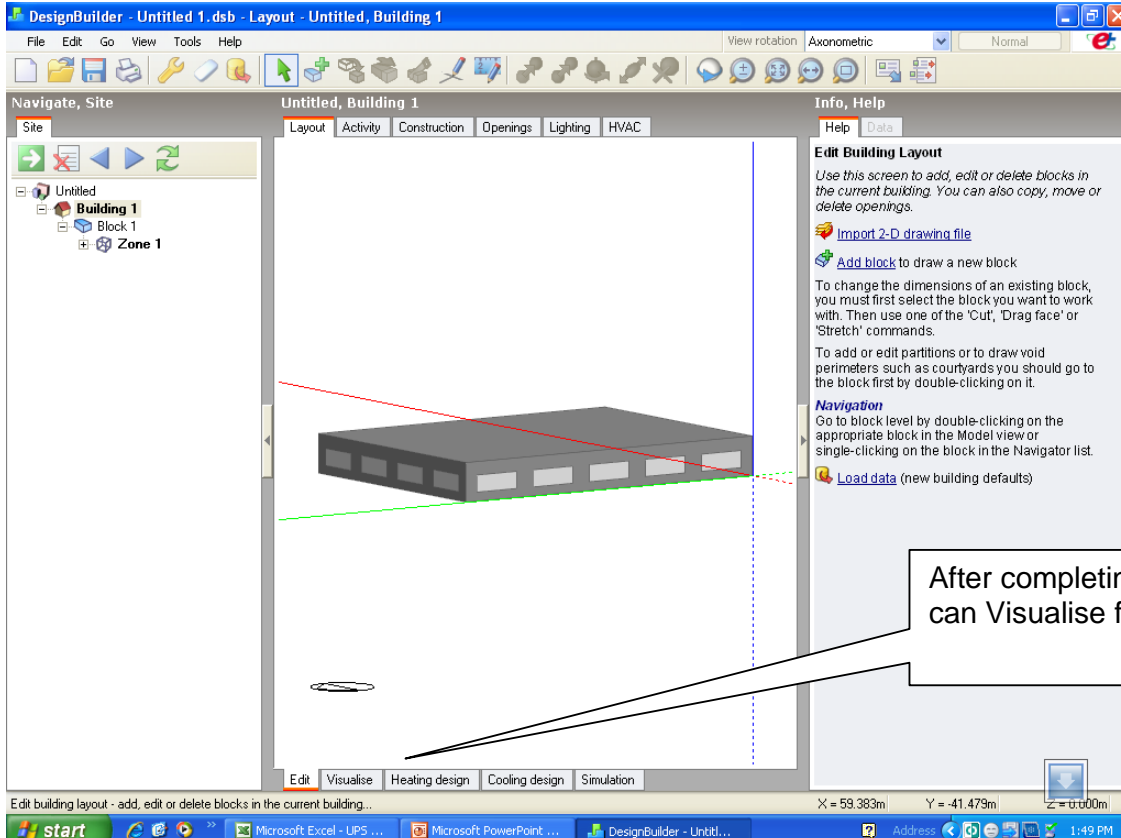 DesignBuilder - Untitled 1.dsb - Layout - Untitled, Building 1
File Edit Go View Tools Help
View rotation Axonometric Normal
Navigate, Site
Untitled, Building 1
Info, Help
Site
Layout Activity Construction Openings Lighting HVAC
Help Data
Untitled
Building 1
Block 1
Zone 1
Edit Building Layout
Use this screen to add, edit or delete blocks in
the current building. You can also copy, move or
delete openings.
Import 2-D drawing file
Add block to draw a new block
To change the dimensions of an existing block,
you must first select the block you want to work
with. Then use one of the 'Cut', 'Drag face' or
'Stretch' commands.
To add or edit partitions or to draw void
perimeters such as courtyards you should go to
the block first by double-clicking on it.
Navigation
Go to block level by double-clicking on the
appropriate block in the Model view or
single-clicking on the block in the Navigator list.
Load data (new building defaults)
After completin
can Visualise f
Edit Visualise Heating design Cooling design Simulation
Edit building layout - add, edit or delete blocks in the current building...
X = 59.383m Y = -41.479m Z = 0.000m
start Microsoft Excel - UPS ... Microsoft PowerPoint ... DesignBuilder - Untitl... Address 1:49 PM